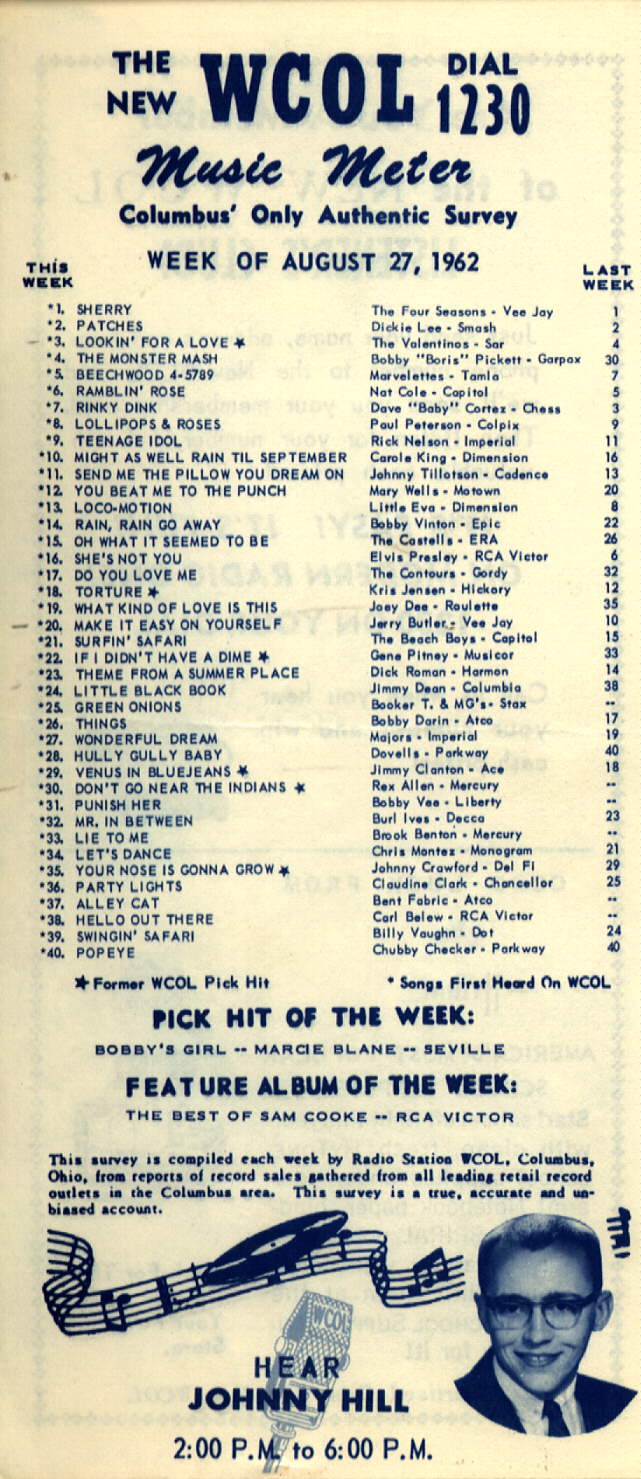 THE NEW WCOL DIAL 1230
Music Meter
Columbus' Only Authentic Survey
THIS WEEK
WEEK OF AUGUST 27, 1962
LAST WEEK
*1. SHERRY The Four Seasons - Vee Jay 1
*2. PATCHES Dickie Lee - Smash 2
*3. LOOKIN' FOR A LOVE ★ The Valentinos - Sar 4
*4. THE MONSTER MASH Bobby "Boris" Pickett - Garpax 30
*5. BEECHWOOD 4-5789 Marvelettes - Tamla 7
*6. RAMBLIN' ROSE Nat Cole - Capitol 5
*7. RINKY DINK Dave "Baby" Cortez - Chess 3
*8. LOLLIPOPS & ROSES Paul Peterson - Colpix 9
*9. TEENAGE IDOL Rick Nelson - Imperial 11
*10. MIGHT AS WELL RAIN TIL SEPTEMBER Carole King - Dimension 16
*11. SEND ME THE PILLOW YOU DREAM ON Johnny Tillotson - Cadence 13
*12. YOU BEAT ME TO THE PUNCH Mary Wells - Motown 20
*13. LOCO-MOTION Little Eva - Dimension 8
*14. RAIN, RAIN GO AWAY Bobby Vinton - Epic 22
*15. OH WHAT IT SEEMED TO BE The Castells - ERA 26
*16. SHE'S NOT YOU Elvis Presley - RCA Victor 6
*17. DO YOU LOVE ME The Contours - Gordy 32
*18. TORTURE ★ Kris Jensen - Hickory 12
*19. WHAT KIND OF LOVE IS THIS Joey Dee - Roulette 35
*20. MAKE IT EASY ON YOURSELF Jerry Butler - Vee Jay 10
*21. SURFIN' SAFARI The Beach Boys - Capitol 15
*22. IF I DIDN'T HAVE A DIME ★ Gene Pitney - Musicor 33
*23. THEME FROM A SUMMER PLACE Dick Roman - Harmon 14
*24. LITTLE BLACK BOOK Jimmy Dean - Columbia 38
*25. GREEN ONIONS Booker T. & MG's - Stax --
*26. THINGS Bobby Darin - Atco 17
*27. WONDERFUL DREAM Majors - Imperial 19
*28. HULLY GULLY BABY Dovells - Parkway 40
*29. VENUS IN BLUEJEANS ★ Jimmy Clanton - Ace 18
*30. DON'T GO NEAR THE INDIANS ★ Rex Allen - Mercury --
*31. PUNISH HER Bobby Vee - Liberty --
*32. MR. IN BETWEEN Burl Ives - Decca 23
*33. LIE TO ME Brook Benton - Mercury --
*34. LET'S DANCE Chris Montez - Monogram 21
*35. YOUR NOSE IS GONNA GROW ★ Johnny Crawford - Del Fi 29
*36. PARTY LIGHTS Claudine Clark - Chancellor 25
*37. ALLEY CAT Bent Fabric - Atco --
*38. HELLO OUT THERE Carl Belew - RCA Victor --
*39. SWINGIN' SAFARI Billy Vaughn - Dot 24
*40. POPEYE Chubby Checker - Parkway 40
★ Former WCOL Pick Hit * Songs First Heard On WCOL
PICK HIT OF THE WEEK:
BOBBY'S GIRL -- MARCIE BLANE -- SEVILLE
FEATURE ALBUM OF THE WEEK:
THE BEST OF SAM COOKE -- RCA VICTOR
This survey is compiled each week by Radio Station WCOL, Columbus,
Ohio, from reports of record sales gathered from all leading retail record
outlets in the Columbus area. This survey is a true, accurate and un-
biased account.
WCOL
HEAR
JOHNNY HILL
2:00 P.M. to 6:00 P.M.